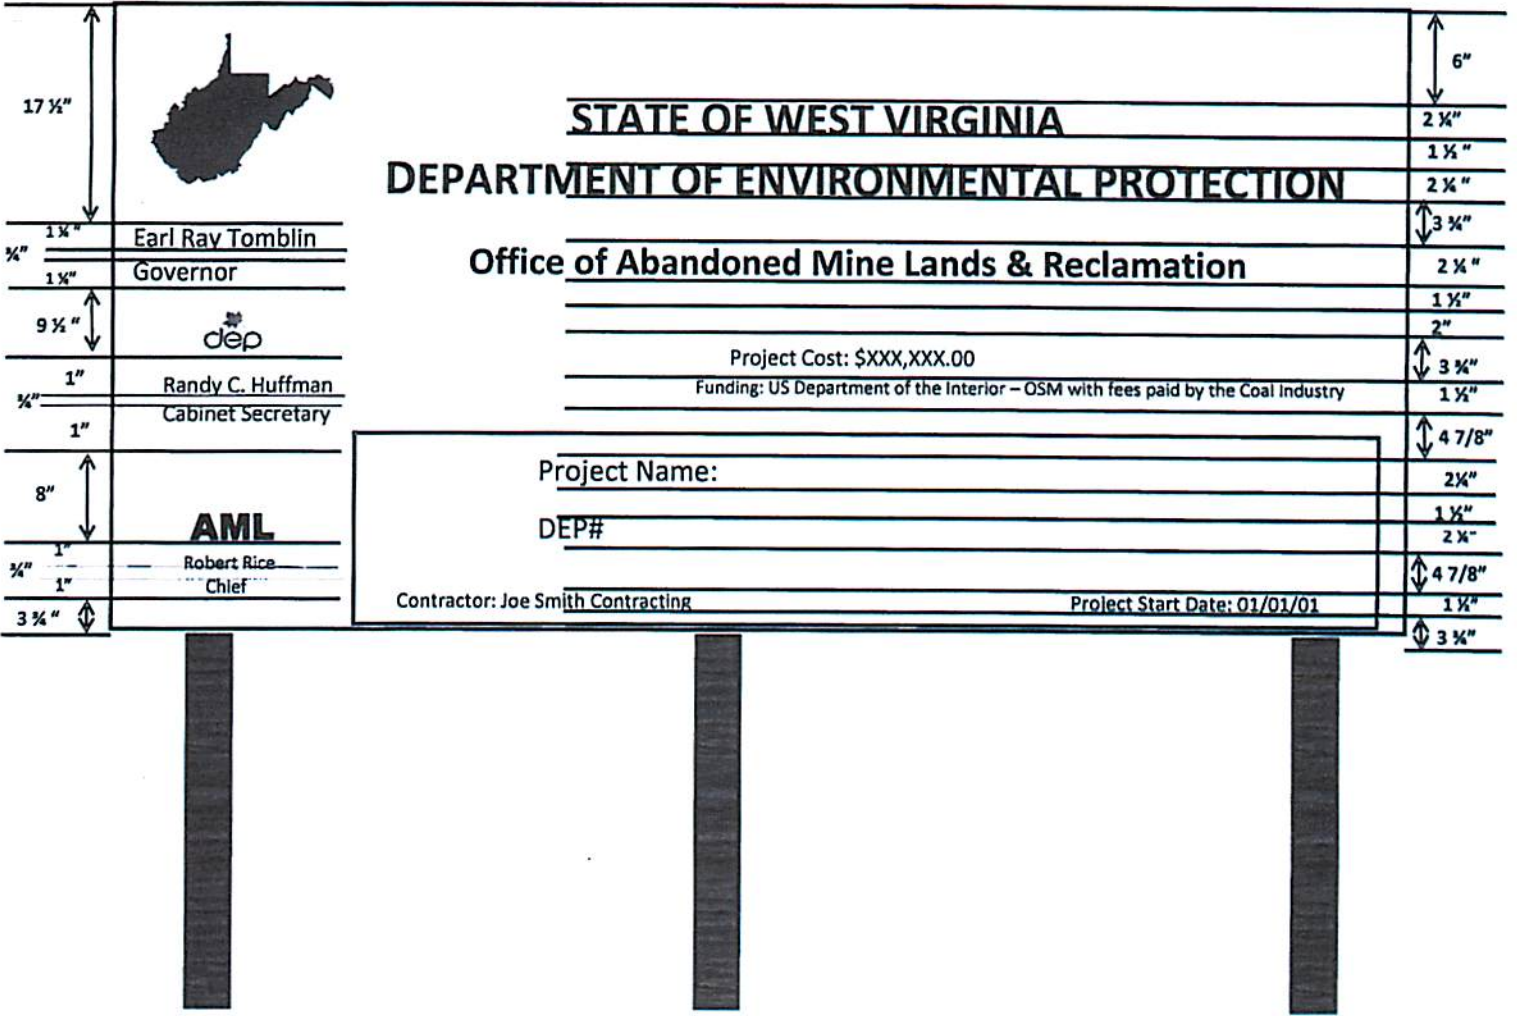 17 ½"
1 ¼"
¾"
1 ¼"
9 ½"
1"
¾"
1"
8"
1"
¾"
1"
3 ¾"
Earl Ray Tomblin
Governor
dep
Randy C. Huffman
Cabinet Secretary
AML
Robert Rice
Chief
STATE OF WEST VIRGINIA
DEPARTMENT OF ENVIRONMENTAL PROTECTION
Office of Abandoned Mine Lands & Reclamation
Project Cost: $XXX,XXX.00
Funding: US Department of the Interior – OSM with fees paid by the Coal Industry
Project Name:
DEP#
Contractor: Joe Smith Contracting Project Start Date: 01/01/01
6"
2 ¼"
1 ½"
2 ¼"
3 ¾"
2 ¼"
1 ½"
2"
3 ¾"
1 ½"
4 7/8"
2¼"
1 ½"
2 ¼"
4 7/8"
1 ½"
3 ¾"